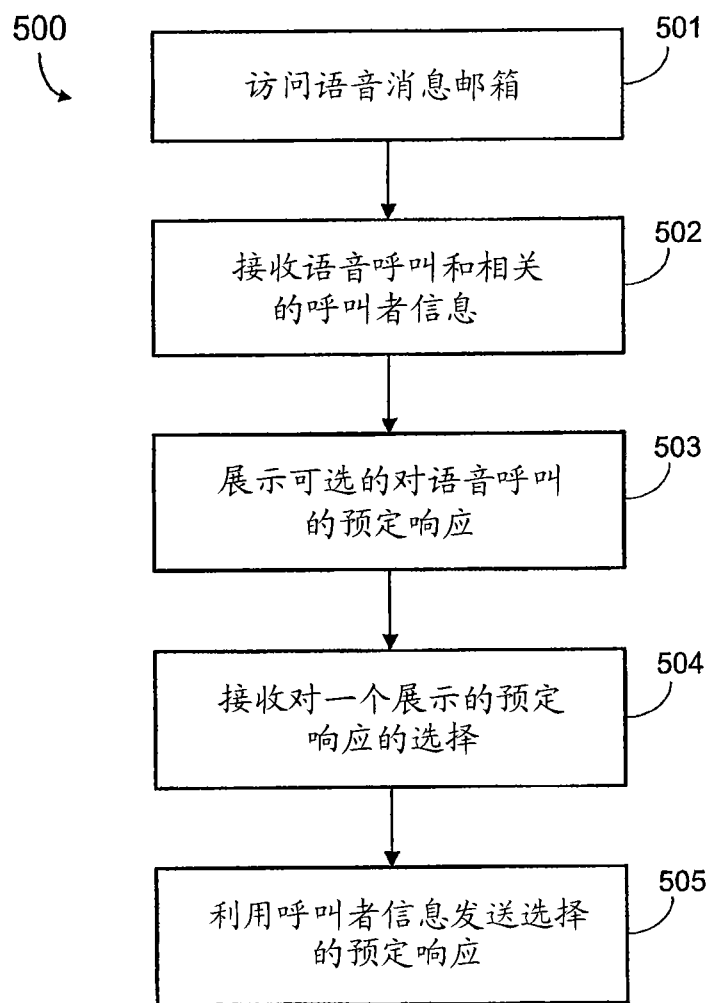 500
501
访问语音消息邮箱
502
接收语音呼叫和相关
的呼叫者信息
503
展示可选的对语音呼叫
的预定响应
504
接收对一个展示的预定
响应的选择
505
利用呼叫者信息发送选择
的预定响应